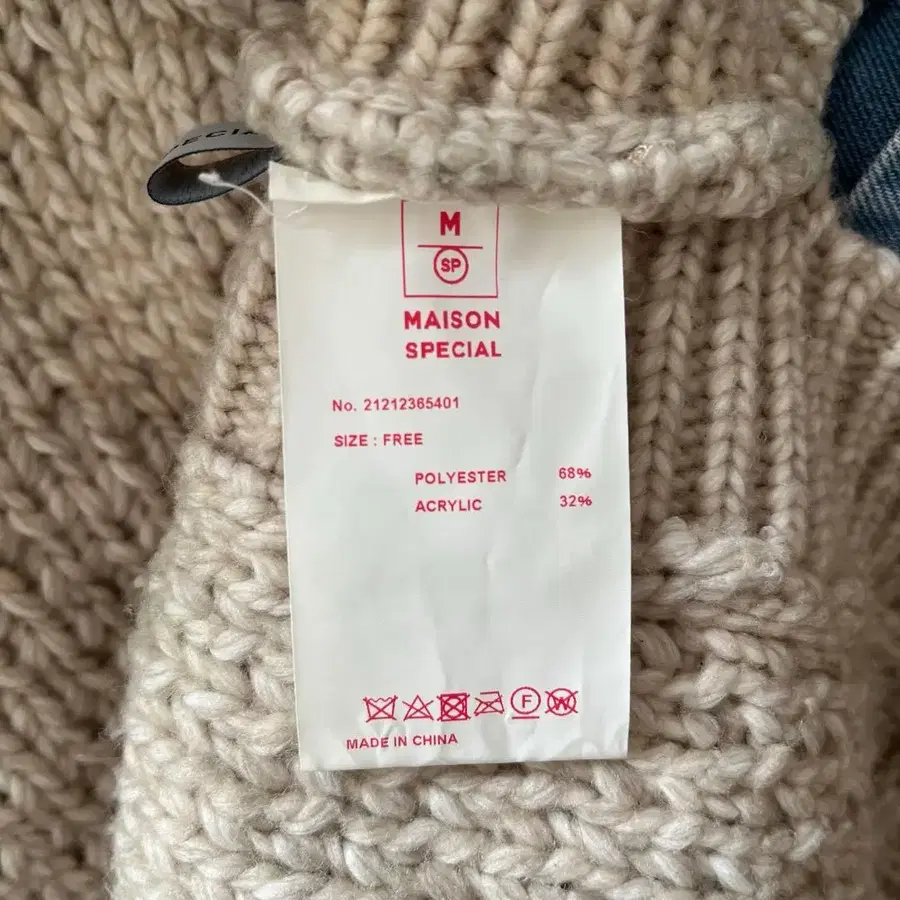 M
SP
MAISON
SPECIAL
No. 21212365401
SIZE : FREE
POLYESTER 68%
ACRYLIC 32%
F W
MADE IN CHINA